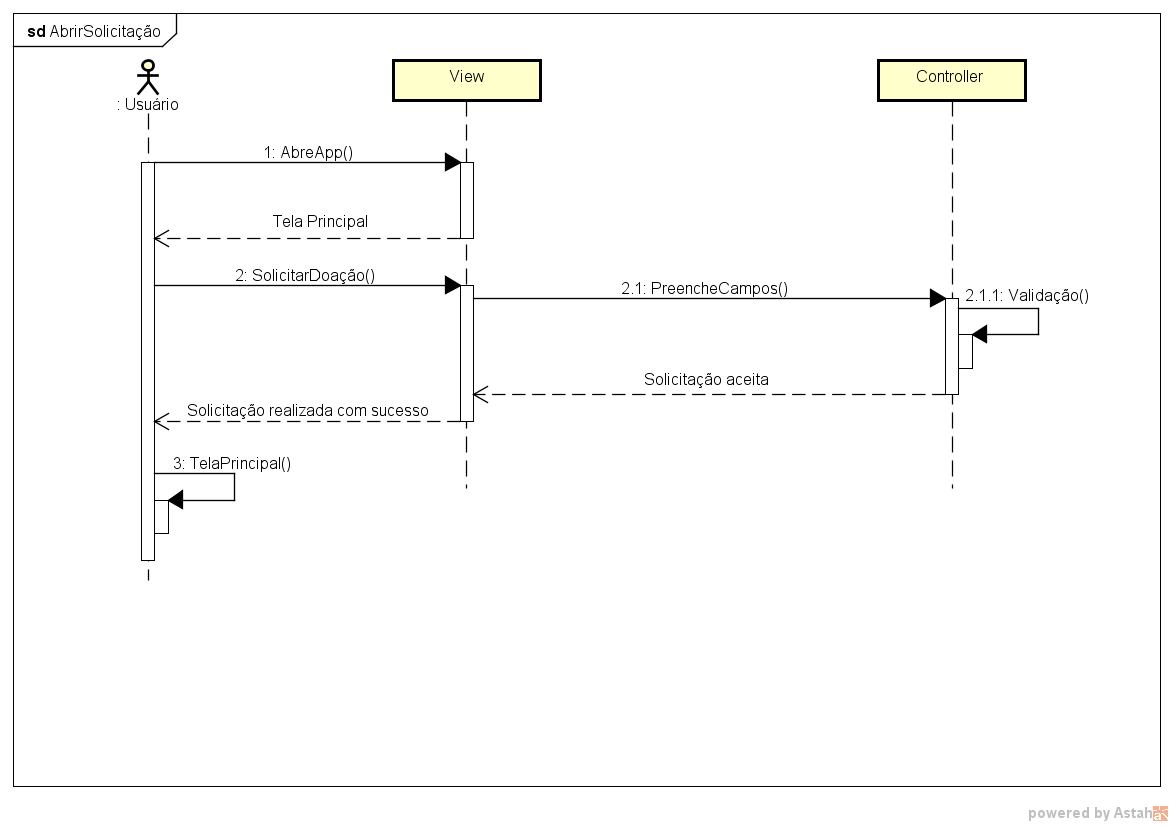 sd AbrirSolicitação
View
Controller
: Usuário
1: AbreApp()
Tela Principal
2: SolicitarDoação()
2.1: PreencheCampos()
2.1.1: Validação()
Solicitação aceita
Solicitação realizada com sucesso
3: TelaPrincipal()
powered by Astah